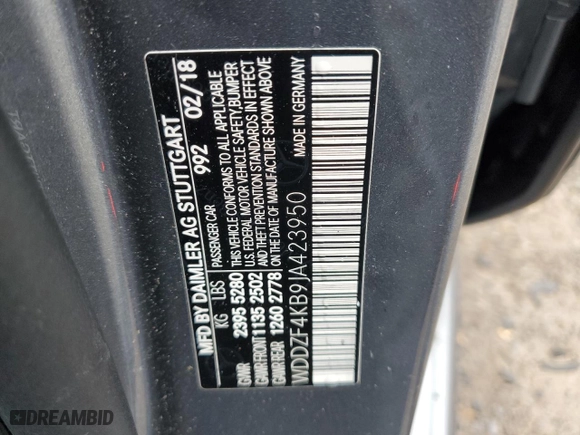 MFD BY DAIMLER AG STUTTGART
992 02/18
PASSENGER CAR
KG LBS
GVWR 2395 5280
GAWR FRONT 1135 2502
GAWR REAR 1260 2778
THIS VEHICLE CONFORMS TO ALL APPLICABLE
U.S. FEDERAL MOTOR VEHICLE SAFETY, BUMPER
AND THEFT PREVENTION STANDARDS IN EFFECT
ON THE DATE OF MANUFACTURE SHOWN ABOVE
MADE IN GERMANY
WDDZF4KB9JA423950
DREAMBID